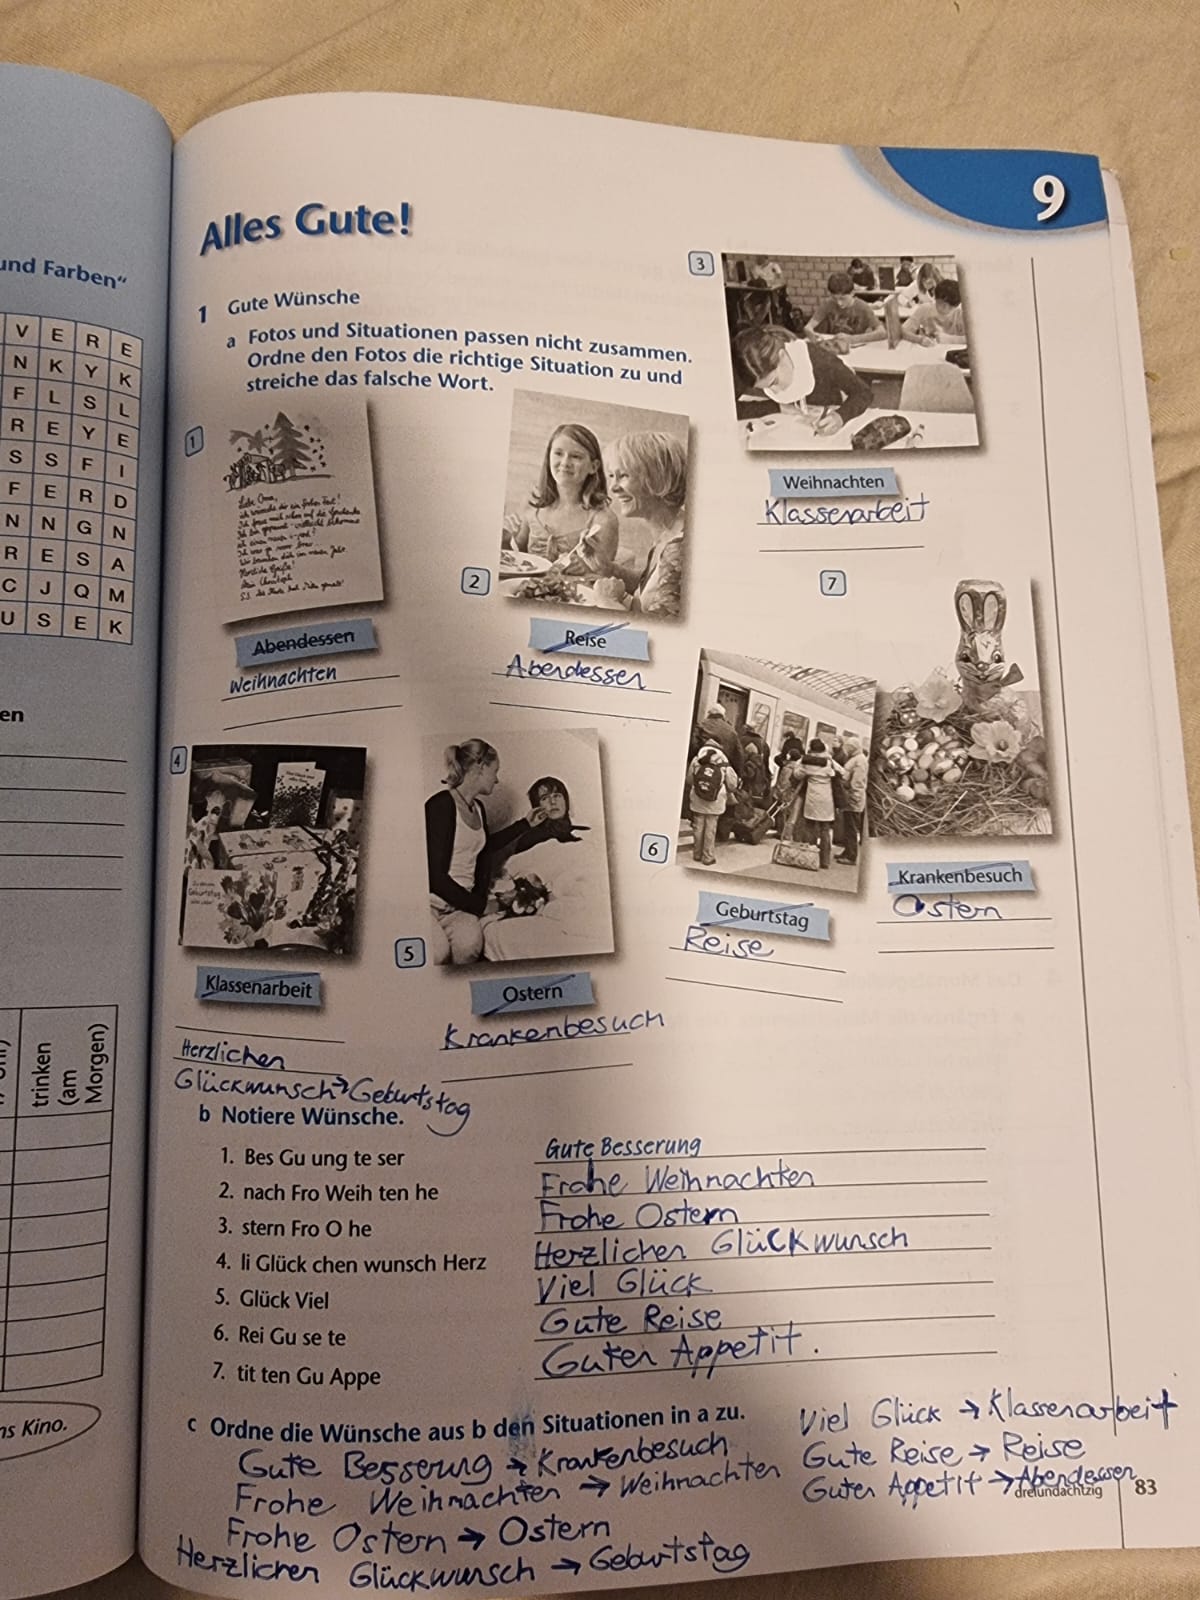 und Farben“
V E R E
N K Y K
F L S L
R E Y E
S S F I
F E R D
N N G N
R E S A
C J Q M
U S E K
en
trinken
(am
Morgen)
ns Kino.
9
Alles Gute!
1 Gute Wünsche
a Fotos und Situationen passen nicht zusammen.
Ordne den Fotos die richtige Situation zu und
streiche das falsche Wort.
1
Liebe Oma,
Abendessen
Weihnachten
2
Reise
Abendessen
3
Weihnachten
Klassenarbeit
4
Geburtstag
Klassenarbeit
Herzlichen
Glückwunsch → Geburtstag
5
Ostern
Krankenbesuch
6
Geburtstag
Reise
7
Krankenbesuch
Ostern
b Notiere Wünsche.
1. Bes Gu ung te ser Gute Besserung
2. nach Fro Weih ten he Frohe Weihnachten
3. stern Fro O he Frohe Ostern
4. li Glück chen wunsch Herz Herzlichen Glückwunsch
5. Glück Viel Viel Glück
6. Rei Gu se te Gute Reise
7. tit ten Gu Appe Guten Appetit.
c Ordne die Wünsche aus b den Situationen in a zu.
Gute Besserung → Krankenbesuch
Frohe Weihnachten → Weihnachten
Frohe Ostern → Ostern
Herzlichen Glückwunsch → Geburtstag
Viel Glück → Klassenarbeit
Gute Reise → Reise
Guten Appetit → Abendessen
dreiundachtzig 83